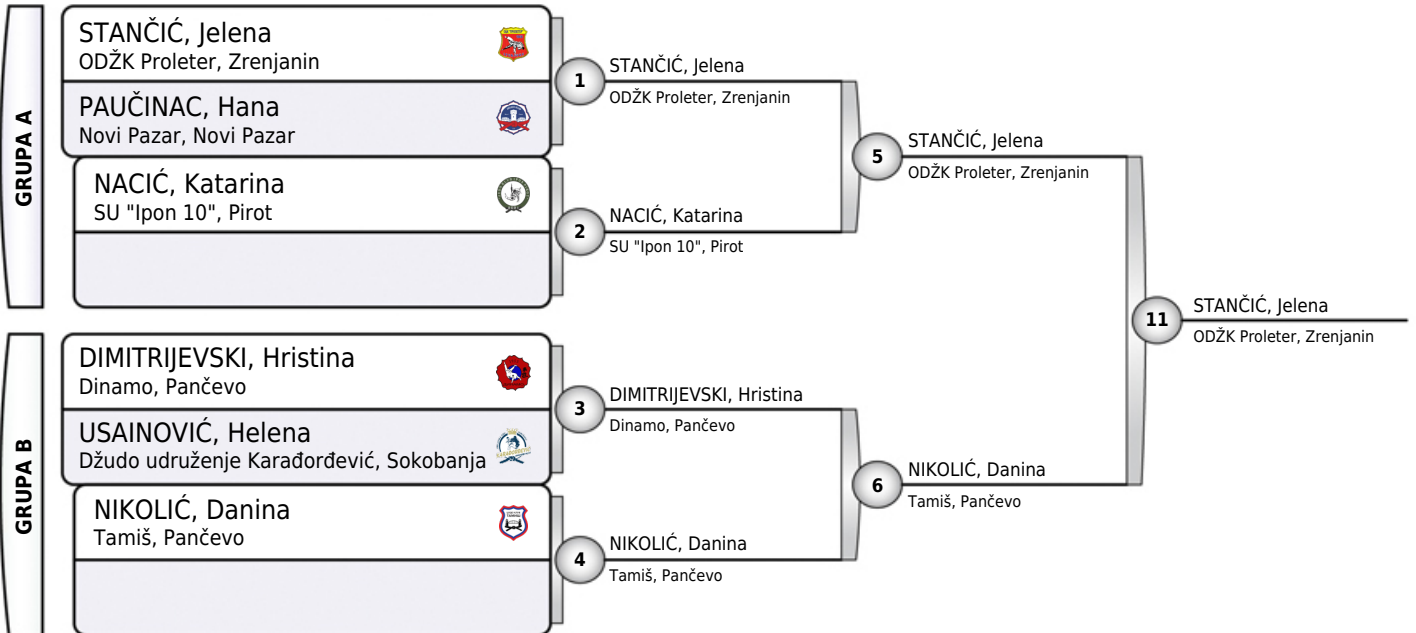 GRUPA A
STANČIĆ, Jelena
ODŽK Proleter, Zrenjanin
PAUČINAC, Hana
Novi Pazar, Novi Pazar
NACIĆ, Katarina
SU "Ipon 10", Pirot
1
STANČIĆ, Jelena
ODŽK Proleter, Zrenjanin
2
NACIĆ, Katarina
SU "Ipon 10", Pirot
5
STANČIĆ, Jelena
ODŽK Proleter, Zrenjanin
GRUPA B
DIMITRIJEVSKI, Hristina
Dinamo, Pančevo
USAINOVIĆ, Helena
Džudo udruženje Karađorđević, Sokobanja
NIKOLIĆ, Danina
Tamiš, Pančevo
3
DIMITRIJEVSKI, Hristina
Dinamo, Pančevo
4
NIKOLIĆ, Danina
Tamiš, Pančevo
6
NIKOLIĆ, Danina
Tamiš, Pančevo
11
STANČIĆ, Jelena
ODŽK Proleter, Zrenjanin